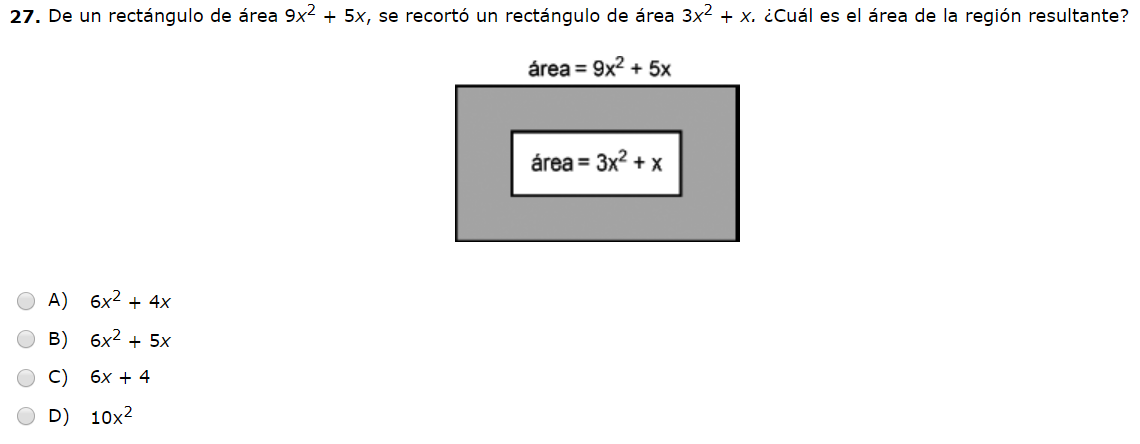 27. De un rectángulo de área 9x² + 5x, se recortó un rectángulo de área 3x² + x. ¿Cuál es el área de la región resultante?
área = 9x² + 5x
área = 3x² + x
A) 6x² + 4x
B) 6x² + 5x
C) 6x + 4
D) 10x²